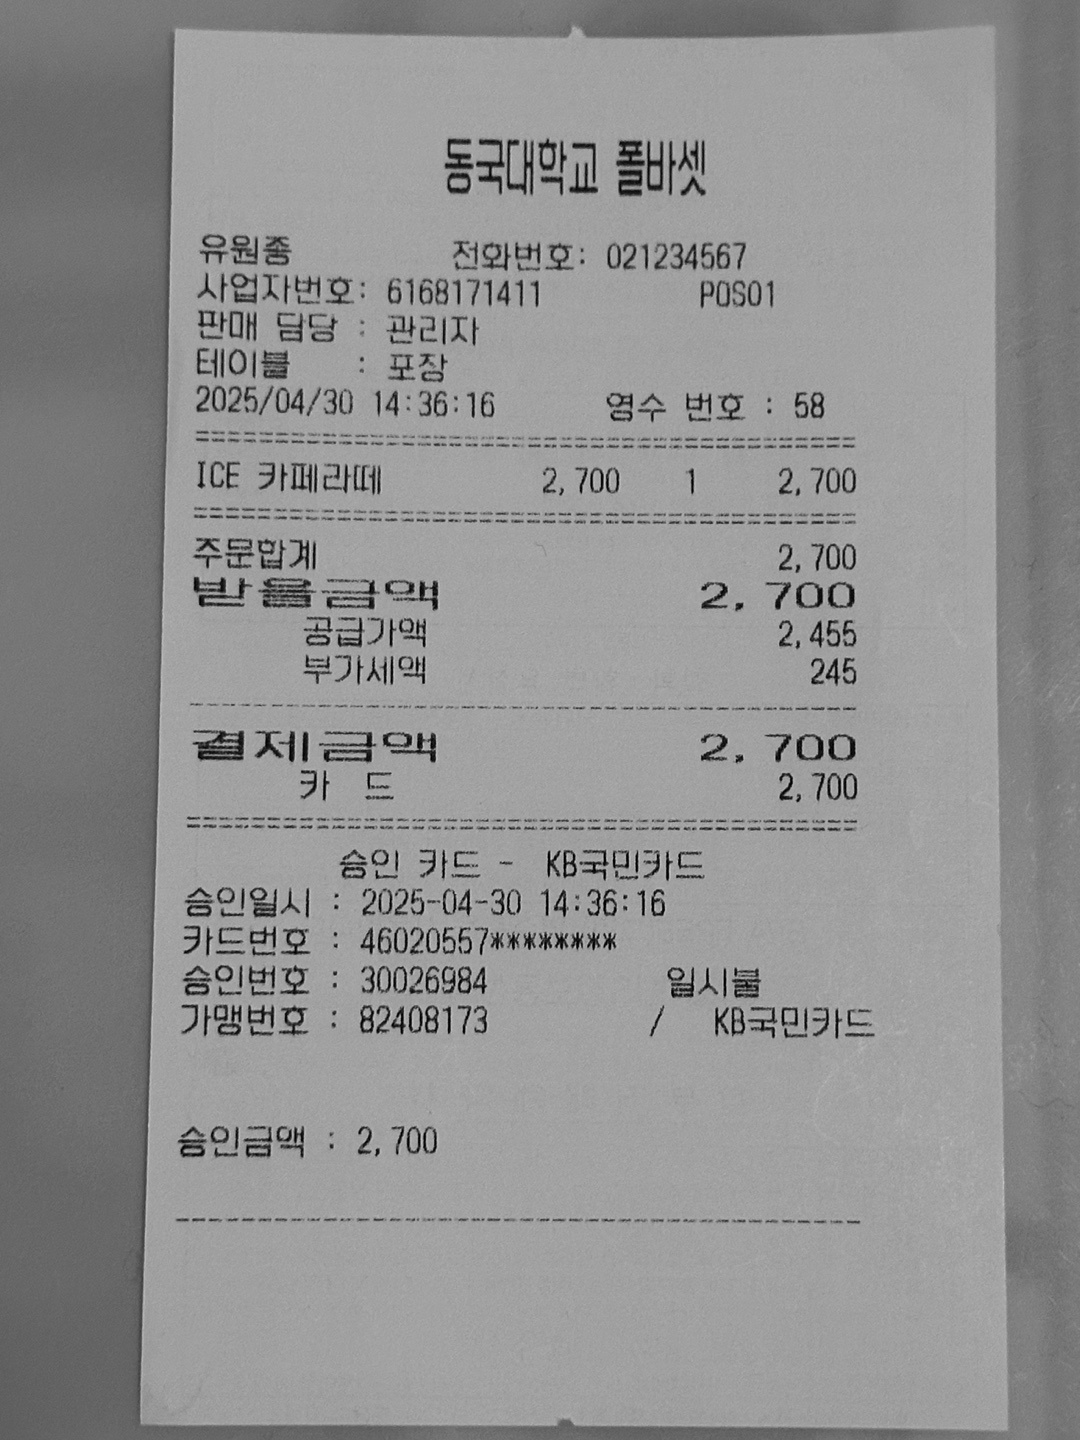 동국대학교 폴바셋
유원종 전화번호: 021234567
사업자번호: 6168171411 POS01
판매 담당 : 관리자
테이블 : 포장
2025/04/30 14:36:16 영수 번호 : 58
==========================================
ICE 카페라떼 2,700 1 2,700
==========================================
주문합계 2,700
받을금액 2,700
공급가액 2,455
부가세액 245
------------------------------------------
결제금액 2,700
카 드 2,700
==========================================
승인 카드 - KB국민카드
승인일시 : 2025-04-30 14:36:16
카드번호 : 46020557********
승인번호 : 30026984 일시불
가맹번호 : 82408173 / KB국민카드
승인금액 : 2,700
------------------------------------------